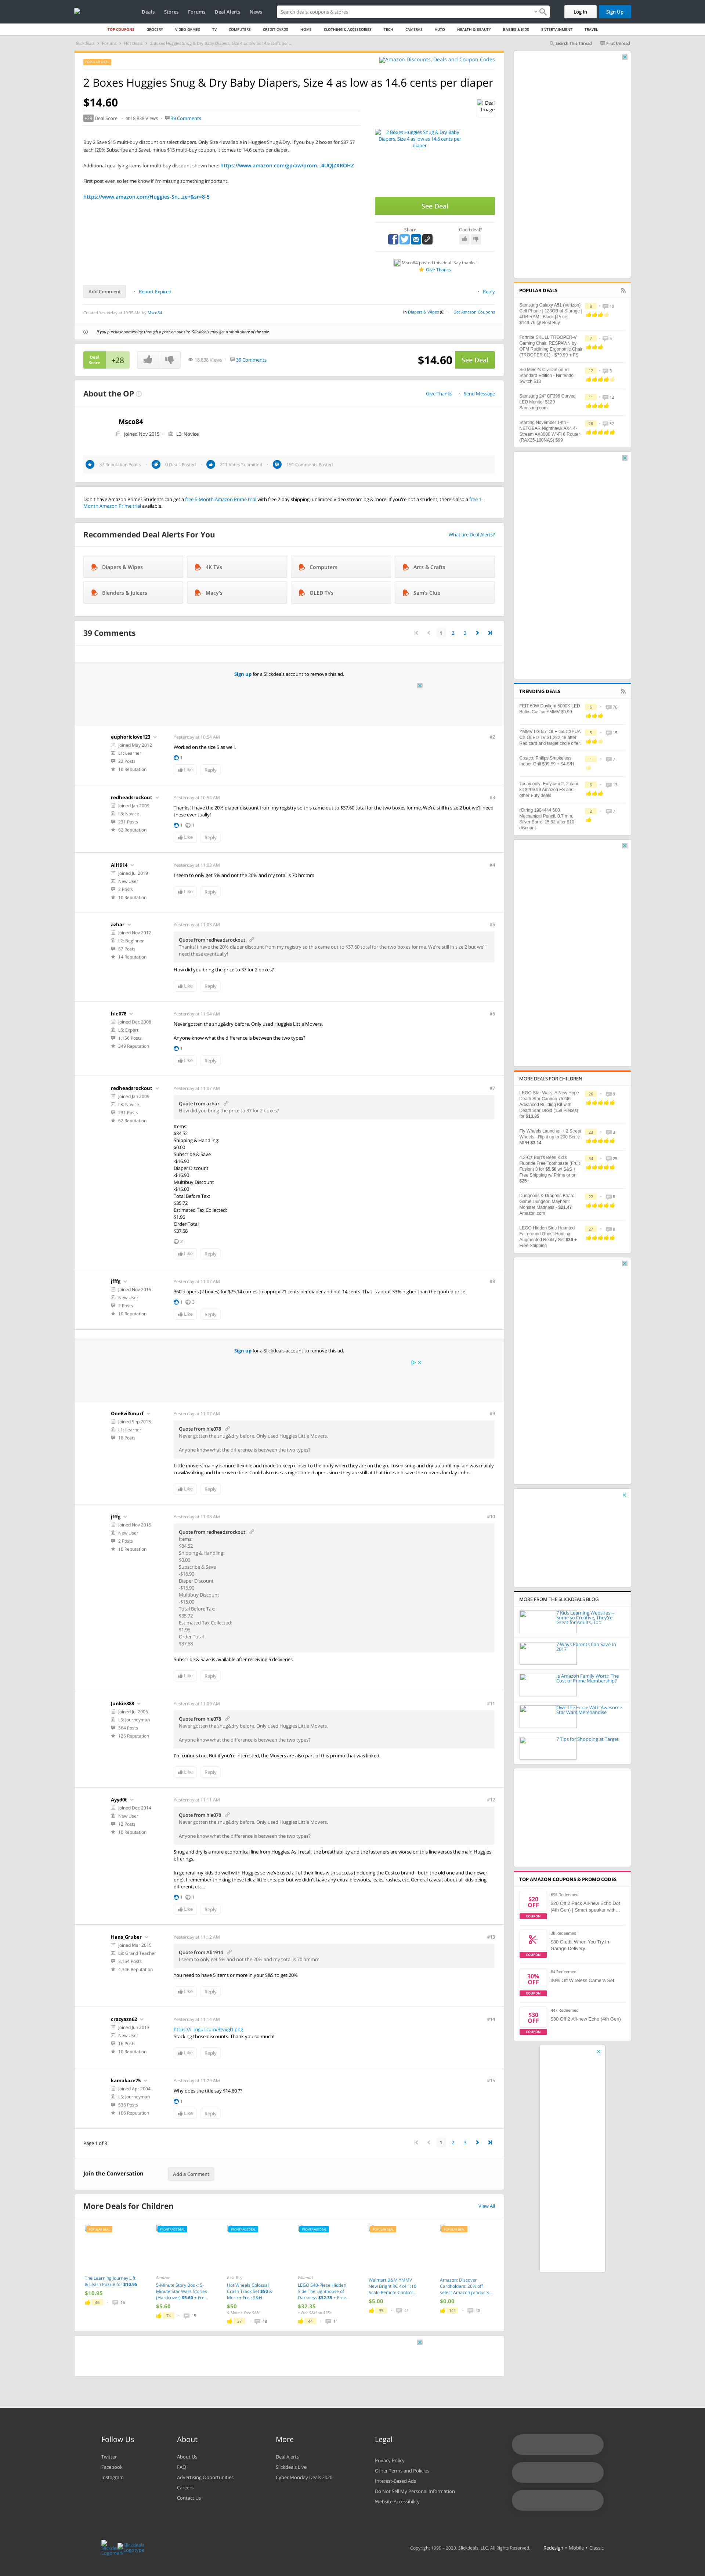 Deals Stores Forums Deal Alerts News
Search deals, coupons & stores
Log In Sign Up
TOP COUPONS GROCERY VIDEO GAMES TV COMPUTERS CREDIT CARDS HOME CLOTHING & ACCESSORIES TECH CAMERAS AUTO HEALTH & BEAUTY BABIES & KIDS ENTERTAINMENT TRAVEL
Slickdeals Forums Hot Deals 2 Boxes Huggies Snug & Dry Baby Diapers, Size 4 as low as 14.6 cents per ...
Search This Thread First Unread
Amazon Discounts, Deals and Coupon Codes
2 Boxes Huggies Snug & Dry Baby Diapers, Size 4 as low as 14.6 cents per diaper
$14.60
+28 Deal Score 18,838 Views 39 Comments
Deal Image
Buy 2 Save $15 multi-buy discount on select diapers. Only Size 4 available in Huggies Snug &Dry. If you buy 2 boxes for $37.57 each (20% Subscribe and Save), minus $15 multi-buy coupon, it comes to 14.6 cents per diaper.
Additional qualifying items for multi-buy discount shown here: https://www.amazon.com/gp/aw/prom...4UQJZXROHZ
First post ever, so let me know if I'm missing something important.
https://www.amazon.com/Huggies-Sn...ze=&sr=8-5
2 Boxes Huggies Snug & Dry Baby Diapers, Size 4 as low as 14.6 cents per diaper
See Deal
Share Good deal?
Msco84 posted this deal. Say thanks!
Give Thanks
Add Comment Report Expired Reply
Created Yesterday at 10:35 AM by Msco84
in Diapers & Wipes (6) Get Amazon Coupons
If you purchase something through a post on our site, Slickdeals may get a small share of the sale.
Deal Score +28 18,838 Views 39 Comments $14.60 See Deal
About the OP
Give Thanks Send Message
Msco84
Joined Nov 2015 L3: Novice
37 Reputation Points 0 Deals Posted 217 Votes Submitted 197 Comments Posted
Don't have Amazon Prime? Students can get a free 6-Month Amazon Prime trial with free 2-day shipping, unlimited video streaming & more. If you're not a student, there's also a free 1-Month Amazon Prime trial available.
Recommended Deal Alerts For You
What are Deal Alerts?
Diapers & Wipes 4K TVs Computers Arts & Crafts
Blenders & Juicers Macy's OLED TVs Sam's Club
39 Comments
1 2 3
Sign up for a Slickdeals account to remove this ad.
euphoriclove123
Joined May 2012
L1: Learner
22 Posts
10 Reputation
Yesterday at 10:54 AM #2
Worked on the size 5 as well.
1
Like Reply
redheadsrockout
Joined Jan 2009
L3: Novice
231 Posts
62 Reputation
Yesterday at 10:54 AM #3
Thanks! I have the 20% diaper discount from my registry so this came out to $37.60 total for the two boxes for me. We're still in size 2 but we'll need these eventually!
1 1
Like Reply
Ali1914
Joined Jul 2019
New User
2 Posts
10 Reputation
Yesterday at 11:03 AM #4
I seem to only get 5% and not the 20% and my total is 70 hmmm
Like Reply
azhar
Joined Nov 2012
L2: Beginner
57 Posts
14 Reputation
Yesterday at 11:03 AM #5
Quote from redheadsrockout
Thanks! I have the 20% diaper discount from my registry so this came out to $37.60 total for the two boxes for me. We're still in size 2 but we'll need these eventually!
How did you bring the price to 37 for 2 boxes?
Like Reply
hle078
Joined Dec 2008
L6: Expert
1,156 Posts
349 Reputation
Yesterday at 11:04 AM #6
Never gotten the snug&dry before. Only used Huggies Little Movers.
Anyone know what the difference is between the two types?
1
Like Reply
redheadsrockout
Joined Jan 2009
L3: Novice
231 Posts
62 Reputation
Yesterday at 11:07 AM #7
Quote from azhar
How did you bring the price to 37 for 2 boxes?
Items:
$84.52
Shipping & Handling:
$0.00
Subscribe & Save
-$16.90
Diaper Discount
-$16.90
Multibuy Discount
-$15.00
Total Before Tax:
$35.72
Estimated Tax Collected:
$1.96
Order Total
$37.68
2
Like Reply
jfffg
Joined Nov 2015
New User
2 Posts
10 Reputation
Yesterday at 11:07 AM #8
360 diapers (2 boxes) for $75.14 comes to approx 21 cents per diaper and not 14 cents. That is about 33% higher than the quoted price.
1 3
Like Reply
Sign up for a Slickdeals account to remove this ad.
OneEvilSmurf
Joined Sep 2013
L1: Learner
18 Posts
Yesterday at 11:07 AM #9
Quote from hle078
Never gotten the snug&dry before. Only used Huggies Little Movers.
Anyone know what the difference is between the two types?
Little movers mainly is more flexible and made to keep closer to the body when they are on the go. I used snug and dry up until my son was mobile and would crawl/walk everywhere and they were fine. Could also use as night time diapers since they are still at that time and save the movers for day imho.
Like Reply
jfffg
Joined Nov 2015
New User
2 Posts
10 Reputation
Yesterday at 11:08 AM #10
Quote from redheadsrockout
Items:
$84.52
Shipping & Handling:
$0.00
Subscribe & Save
-$16.90
Diaper Discount
-$16.90
Multibuy Discount
-$15.00
Total Before Tax:
$35.72
Estimated Tax Collected:
$1.96
Order Total
$37.68
Subscribe & Save is available after receiving 5 deliveries.
Like Reply
Junkie888
Joined Jul 2006
L5: Journeyman
564 Posts
126 Reputation
Yesterday at 11:09 AM #11
Quote from hle078
Never gotten the snug&dry before. Only used Huggies Little Movers.
Anyone know what the difference is between the two types?
I'm curious too. But if you're interested, the Movers are also part of this promo that was linked.
Like Reply
Ayyd0t
Joined Dec 2014
New User
12 Posts
10 Reputation
Yesterday at 11:11 AM #12
Quote from hle078
Never gotten the snug&dry before. Only used Huggies Little Movers.
Anyone know what the difference is between the two types?
Snug and dry is a more economical line from Huggies. As I recall, the breathability and the fasteners are worse on this line versus the main Huggies offerings.
In general my kids do well with Huggies so we've used all of their lines with success (including the Costco branph - both the old one and the newer one). I remember thinking these felt a little cheaper but we didn't have any extra blowouts, leaks, rashes, etc. General caveat about all kids being different, etc...
1 1
Like Reply
Hans_Gruber
Joined Mar 2015
L8: Grand Teacher
3,164 Posts
4,346 Reputation
Yesterday at 11:12 AM #13
Quote from Ali1914
I seem to only get 5% and not the 20% and my total is 70 hmmm
You need to have 5 items or more in your S&S to get 20%
Like Reply
crazyazn62
Joined Jun 2013
New User
16 Posts
10 Reputation
Yesterday at 11:14 AM #14
Stacking those discounts. Thank you so much!
Like Reply
kamakaze75
Joined Apr 2004
L5: Journeyman
536 Posts
106 Reputation
Yesterday at 11:29 AM #15
Why does the title say $14.60 ??
1
Like Reply
Page 1 of 3
1 2 3
Join the Conversation Add a Comment
More Deals for Children View All
The Learning Journey Lift & Learn Puzzle for $10.95
$10.95
Amazon
5-Minute Story Book: 5-Minute Star Wars Stories (Hardcover) $5.60 + Fre...
$5.60
Best Buy
Hot Wheels Colossal Crash Track Set $50 & More + Free S&H
$50
& More + Free S&H
Walmart
LEGO 540-Piece Hidden Side The Lighthouse of Darkness $32.35 + Free...
$32.35
Walmart B&M YMMV New Bright RC 4x4 1:10 Scale Remote Control...
$5.00
Amazon: Discover Cardholders: 25% off select Amazon products...
$0.00
POPULAR DEALS
Samsung Galaxy A51 (Verizon) Cell Phone | 128GB of Storage | 4GB RAM | Black | Price: $149.76 @ Best Buy
Fortnite SKULL TROOPER-V Gaming Chair, RESPAWN by OFM Reclining Ergonomic Chair (TROOPER-01) - $79.99 + FS
Sid Meier's Civilization VI Standard Edition - Nintendo Switch $13
Samsung 24" CF398 Curved LED Monitor $129 Samsung.com
Starting November 14th - NETGEAR Nighthawk AX4 4-Stream AX3000 Wi-Fi 6 Router (RAX35-100NAS) $99
TRENDING DEALS
FEIT 60W Daylight 5000K LED Bulbs Costco YMMV $0.99
YMMV LG 55" OLED55CXPUA CX OLED TV $1,282.49 after Red card and target circle offer.
Costco: Philips Smokeless Indoor Grill $99.99 + $4 S/H
Today only! Eufycam 2, 2 cam kit $209.99 Amazon FS and other Eufy deals
rOtring 1904444 600 Mechanical Pencil, 0.7 mm, Silver Barrel 15.92 after $10 discount
MORE DEALS FOR CHILDREN
LEGO Star Wars: A New Hope Death Star Cannon 75246 Advanced Building Kit with Death Star Droid (159 Pieces) for $13.85
Fly Wheels Launcher + 2 Street Wheels - Rip it up to 200 Scale MPH $3.14
4.2-Oz Burt's Bees Kid's Fluoride Free Toothpaste (Fruit Fusion) 3 for $5.50 w/ S&S + Free Shipping w/ Prime or on $25+
Dungeons & Dragons Board Game Dungeon Mayhem: Monster Madness - $21.47 Amazon.com
LEGO Hidden Side Haunted Fairground Ghost-Hunting Augmented Reality Set $36 + Free Shipping
MORE FROM THE SLICKDEALS BLOG
7 Kids Learning Websites – Some so Creative, They're Great for Adults, Too
7 Ways Parents Can Save in 2017
Is Amazon Family Worth The Cost of Prime Membership?
Own the Force With Awesome Star Wars Merchandise
7 Tips for Shopping at Target
TOP AMAZON COUPONS & PROMO CODES
$20 OFF COUPON
$20 Off 2 Pack All-new Echo Dot (4th Gen) | Smart speaker with...
COUPON
$30 Credit When You Try In-Garage Delivery
30% OFF COUPON
30% Off Wireless Camera Set
$30 OFF COUPON
$30 Off 2 All-new Echo (4th Gen)
Follow Us
Twitter
Facebook
Instagram
About
About Us
FAQ
Advertising Opportunities
Careers
Contact Us
More
Deal Alerts
Slickdeals Live
Cyber Monday Deals 2020
Legal
Privacy Policy
Other Terms and Policies
Interest-Based Ads
Do Not Sell My Personal Information
Website Accessibility
Copyright 1999 - 2020. Slickdeals, LLC. All Rights Reserved. Redesign • Mobile • Classic